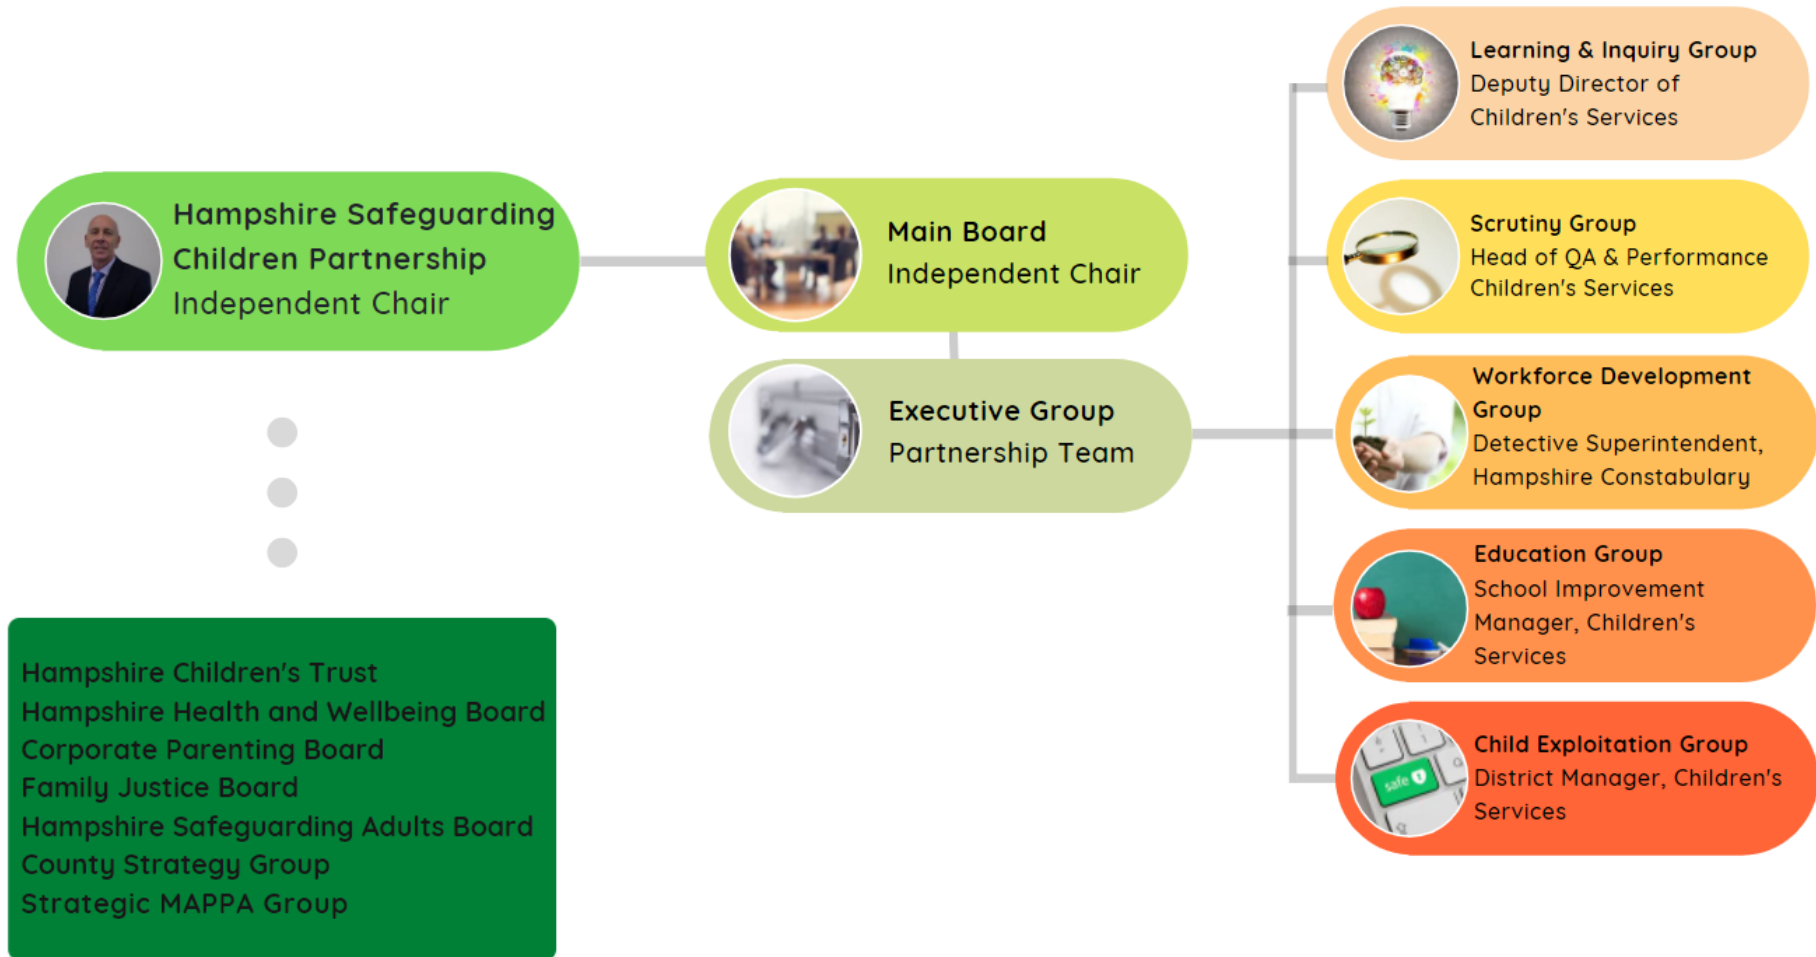 Hampshire Safeguarding
Children Partnership
Independent Chair
Main Board
Independent Chair
Executive Group
Partnership Team
Learning & Inquiry Group
Deputy Director of
Children's Services
Scrutiny Group
Head of QA & Performance
Children's Services
Workforce Development
Group
Detective Superintendent,
Hampshire Constabulary
Education Group
School Improvement
Manager, Children's
Services
Child Exploitation Group
District Manager, Children's
Services
safe
Hampshire Children's Trust
Hampshire Health and Wellbeing Board
Corporate Parenting Board
Family Justice Board
Hampshire Safeguarding Adults Board
County Strategy Group
Strategic MAPPA Group